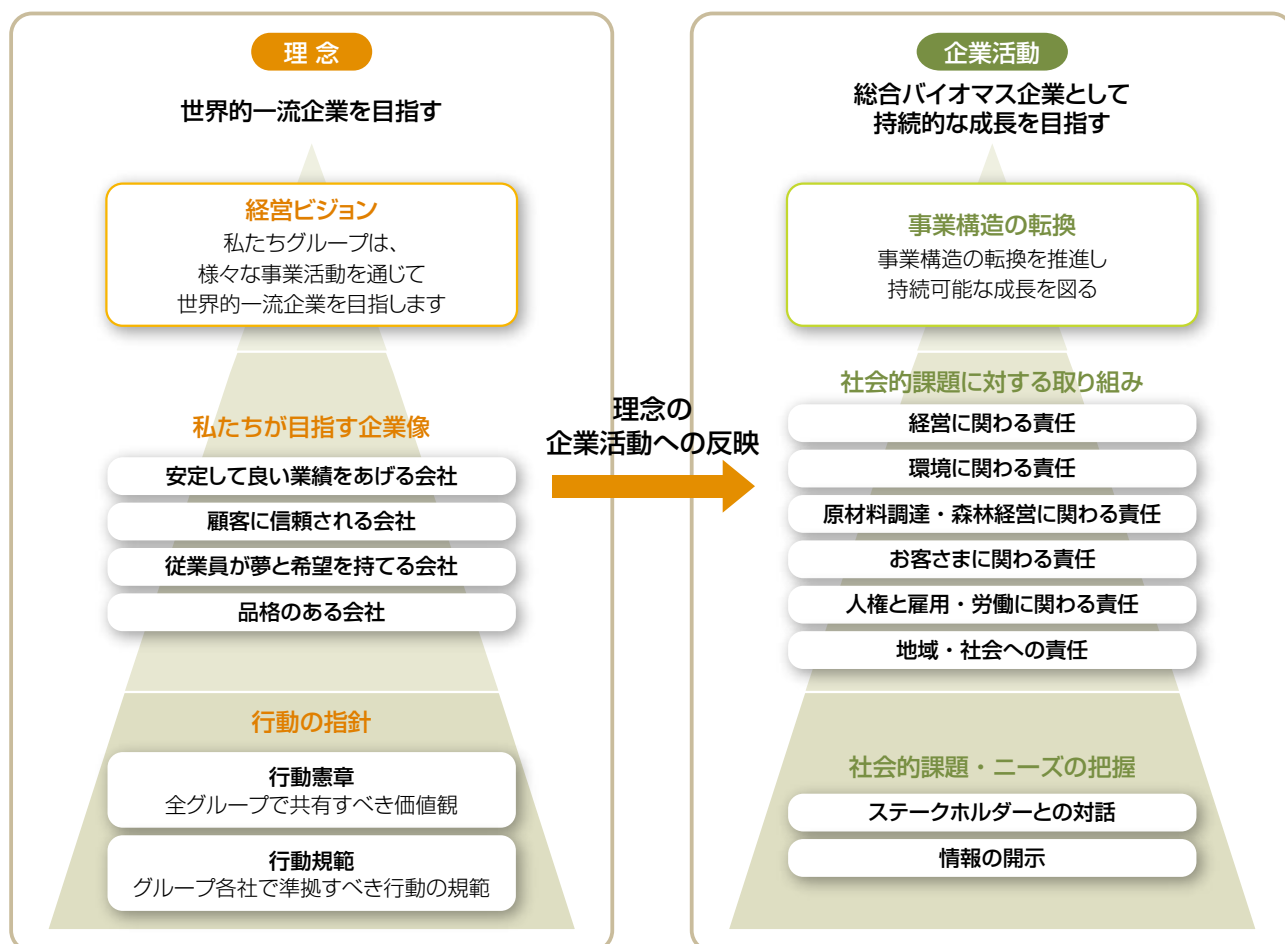 理念
世界的一流企業を目指す
経営ビジョン
私たちグループは、
様々な事業活動を通じて
世界的一流企業を目指します
私たちが目指す企業像
安定して良い業績をあげる会社
顧客に信頼される会社
従業員が夢と希望を持てる会社
品格のある会社
行動の指針
行動憲章
全グループで共有すべき価値観
行動規範
グループ各社で準拠すべき行動の規範
理念の
企業活動への反映
企業活動
総合バイオマス企業として
持続的な成長を目指す
事業構造の転換
事業構造の転換を推進し
持続可能な成長を図る
社会的課題に対する取り組み
経営に関わる責任
環境に関わる責任
原材料調達・森林経営に関わる責任
お客さまに関わる責任
人権と雇用・労働に関わる責任
地域・社会への責任
社会的課題・ニーズの把握
ステークホルダーとの対話
情報の開示